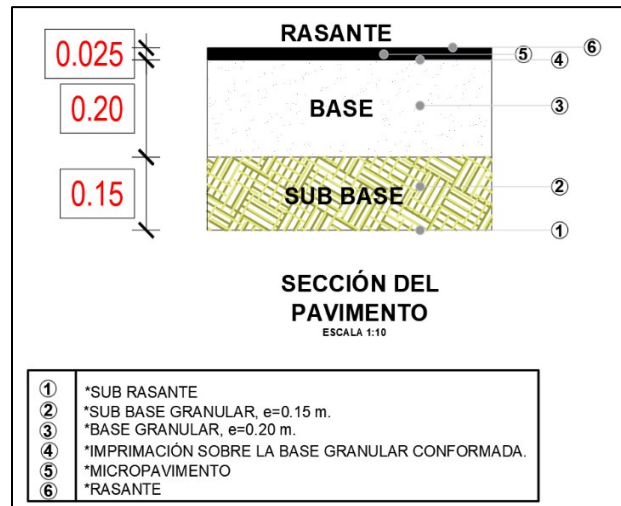 RASANTE
0.025
0.20
0.15
BASE
SUB BASE
6
5
4
3
2
1
SECCIÓN DEL
PAVIMENTO
ESCALA 1:10
1 *SUB RASANTE
2 *SUB BASE GRANULAR, e=0.15 m.
3 *BASE GRANULAR, e=0.20 m.
4 *IMPRIMACIÓN SOBRE LA BASE GRANULAR CONFORMADA.
5 *MICROPAVIMENTO
6 *RASANTE